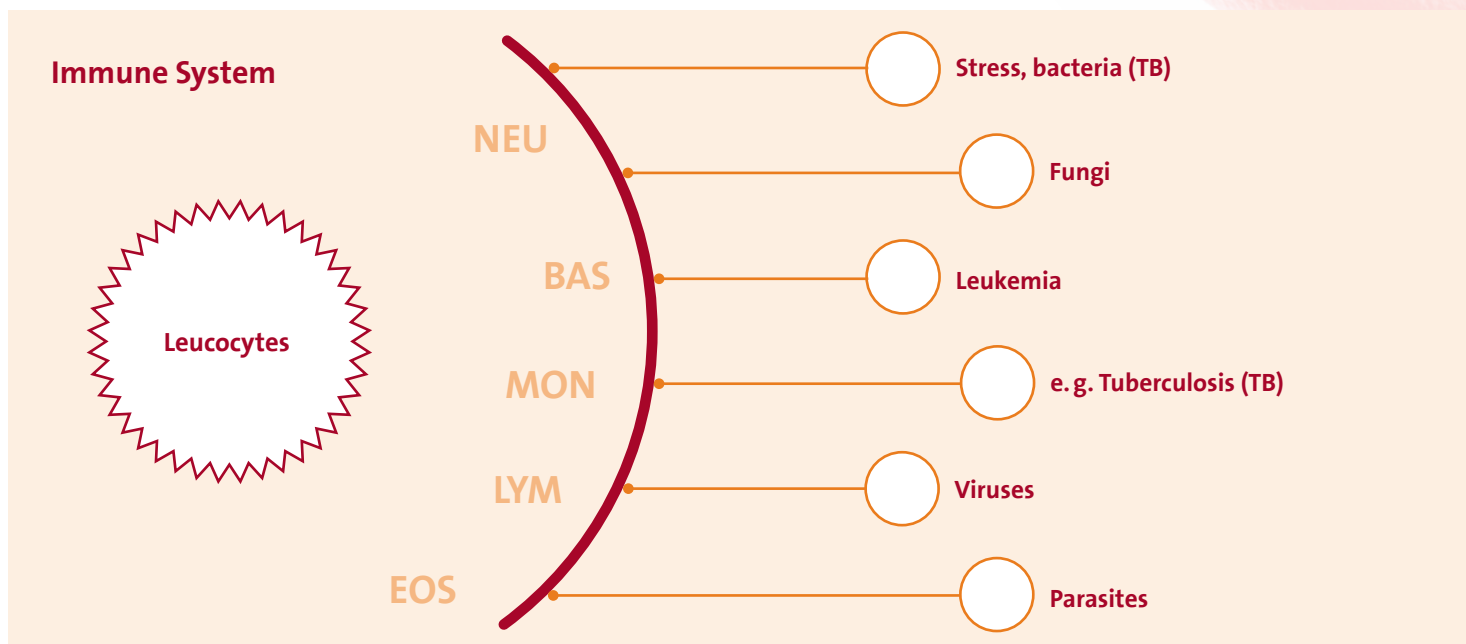 Immune System
Stress, bacteria (TB)
NEU
Fungi
BAS
Leukemia
Leucocytes
MON
e. g. Tuberculosis (TB)
LYM
Viruses
EOS
Parasites